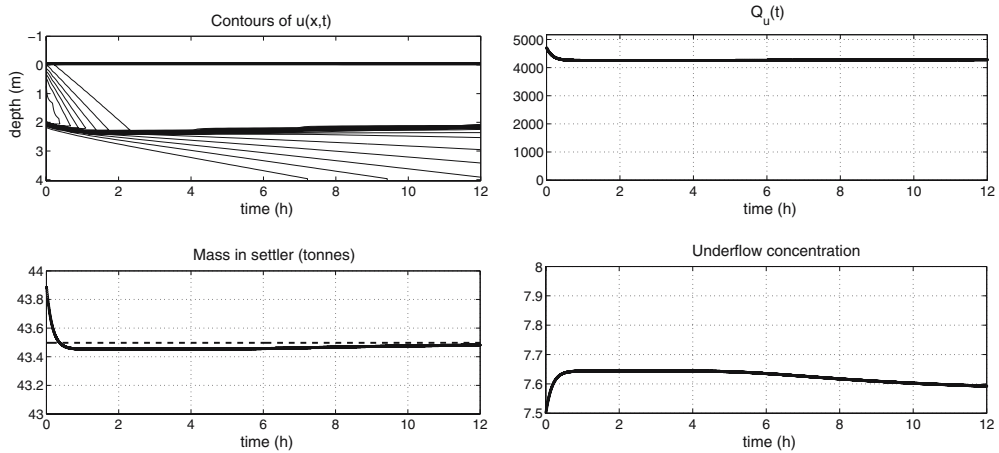 Contours of u(x,t)
−1
0
1
2
3
4
depth (m)
0 2 4 6 8 10 12
time (h)
Q_u(t)
5000
4000
3000
2000
1000
0
0 2 4 6 8 10 12
time (h)
Mass in settler (tonnes)
44
43.8
43.6
43.4
43.2
43
0 2 4 6 8 10 12
time (h)
Underflow concentration
8
7.9
7.8
7.7
7.6
7.5
0 2 4 6 8 10 12
time (h)